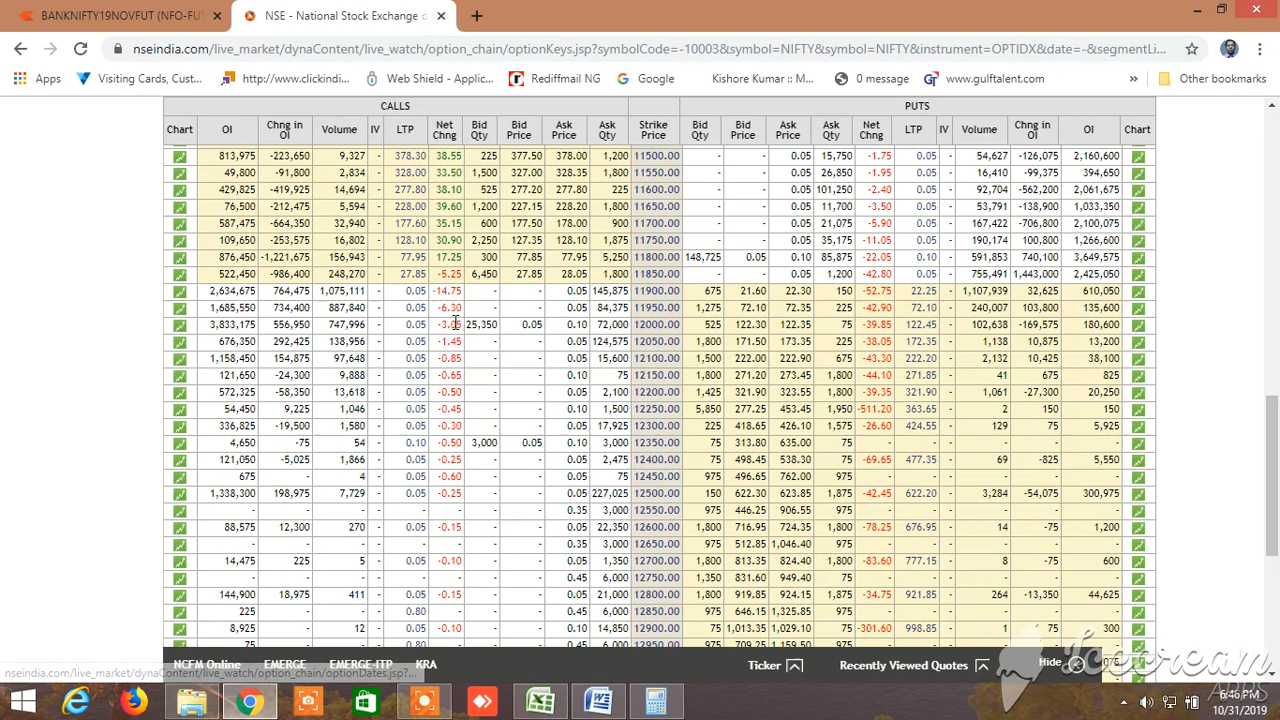 BANKNIFTY19NOVFUT (NFO-FUT
NSE - National Stock Exchange o
nseindia.com/live_market/dynaContent/live_watch/option_chain/optionKeys.jsp?symbolCode=-10003&symbol=NIFTY&symbol=NIFTY&instrument=OPTIDX&date=-&segmentLi...
Apps Visiting Cards, Cust... http://www.clickindi... Web Shield - Applic... Rediffmail NG Google Kishore Kumar :: M... 0 message www.gulftalent.com » Other bookmarks
CALLS PUTS
Chart OI Chng in OI Volume IV LTP Net Chng Bid Qty Bid Price Ask Price Ask Qty Strike Price Bid Qty Bid Price Ask Price Ask Qty Net Chng LTP IV Volume Chng in OI OI Chart
813,975 -223,650 9,327 - 378.30 38.55 225 377.50 378.00 1,200 11500.00 - - 0.05 15,750 -1.75 0.05 - 54,627 -126,075 2,160,600
49,800 -91,800 2,834 - 328.00 33.50 1,500 327.00 328.35 1,800 11550.00 - - 0.05 26,850 -1.95 0.05 - 16,410 -99,375 394,650
429,825 -419,925 14,694 - 277.80 38.10 525 277.20 277.80 225 11600.00 - - 0.05 101,250 -2.40 0.05 - 92,704 -562,200 2,061,675
76,500 -212,475 5,594 - 228.00 39.60 1,200 227.15 228.20 1,800 11650.00 - - 0.05 11,700 -3.50 0.05 - 53,791 -138,900 1,033,350
587,475 -664,350 32,940 - 177.60 35.15 600 177.60 178.00 900 11700.00 - - 0.05 21,075 -5.90 0.05 - 167,422 -706,800 2,100,075
109,650 -253,575 16,802 - 128.10 30.90 2,250 127.35 128.10 1,875 11750.00 - - 0.05 35,175 -11.05 0.05 - 190,174 100,800 1,266,600
876,450 -1,221,675 156,943 - 77.95 17.25 300 77.85 77.95 5,250 11800.00 148,725 0.05 0.10 85,875 -22.05 0.10 - 591,853 740,100 3,649,575
522,450 -986,400 248,270 - 27.85 -5.25 6,450 27.85 28.05 1,800 11850.00 - - 0.05 1,200 -42.80 0.05 - 755,491 1,443,000 2,425,050
2,634,675 764,475 1,075,111 - 0.05 -14.75 - - 0.05 145,875 11900.00 675 21.60 22.30 150 -52.75 22.25 - 1,107,939 32,625 610,050
1,685,550 734,400 887,840 - 0.05 -6.30 - - 0.05 84,375 11950.00 1,275 72.10 72.35 225 -42.90 72.10 - 240,007 103,800 135,600
3,833,175 556,950 747,996 - 0.05 -3.05 25,350 0.05 0.10 72,000 12000.00 525 122.30 122.35 75 -39.85 122.45 - 102,638 -169,575 180,600
676,350 292,425 138,956 - 0.05 -1.45 - - 0.05 124,575 12050.00 1,800 171.50 173.35 225 -38.05 172.35 - 1,138 10,875 13,200
1,158,450 154,875 97,648 - 0.05 -0.85 - - 0.05 15,600 12100.00 1,500 222.00 222.90 675 -43.30 222.20 - 2,132 10,425 38,100
121,650 -24,300 9,888 - 0.05 -0.65 - - 0.10 75 12150.00 1,800 271.20 273.45 1,800 -44.10 271.85 - 41 675 825
572,325 -58,350 13,618 - 0.05 -0.50 - - 0.05 2,100 12200.00 1,425 321.90 323.55 1,800 -39.35 321.90 - 1,061 -27,300 20,250
54,450 9,225 1,046 - 0.05 -0.45 - - 0.10 1,500 12250.00 5,850 277.25 453.45 1,950 -511.20 363.65 - 2 150 150
336,825 -19,500 1,580 - 0.05 -0.30 - - 0.05 17,925 12300.00 225 418.65 426.10 1,575 -26.60 424.55 - 129 75 5,925
4,650 -75 54 - 0.10 -0.50 3,000 0.05 0.10 3,000 12350.00 75 313.80 635.00 75 - - - - - -
121,050 -5,025 1,866 - 0.05 -0.25 - - 0.05 2,475 12400.00 75 498.45 538.30 75 -69.65 477.35 - 69 -825 5,550
675 - 4 - 0.05 -0.60 - - 0.05 75 12450.00 975 496.65 762.00 975 - - - - - -
1,338,300 198,975 7,729 - 0.05 -0.25 - - 0.05 227,025 12500.00 150 622.30 623.85 1,875 -42.45 622.20 - 3,284 -54,075 300,975
- - - - - - - - 0.35 3,000 12550.00 975 446.25 906.55 975 - - - - - -
88,575 12,300 270 - 0.05 -0.15 - - 0.05 22,350 12600.00 1,800 716.95 724.35 1,800 -78.25 676.95 - 14 -75 1,200
- - - - - - - - 0.35 3,000 12650.00 975 512.85 1,046.40 975 - - - - - -
14,475 225 5 - 0.05 -0.10 - - 0.05 1,350 12700.00 1,800 813.35 824.40 1,800 -83.60 777.15 - 8 -75 600
- - - - - - - - 0.45 6,000 12750.00 1,350 831.60 949.40 75 - - - - - -
144,900 18,975 411 - 0.05 -0.15 - - 0.05 21,000 12800.00 1,800 919.85 924.15 1,875 -34.75 921.85 - 264 -13,350 44,625
225 - - - 0.80 - - - 0.45 6,000 12850.00 975 646.15 1,325.85 975 - - - - - -
8,925 - 12 - 0.05 -0.10 - - 0.10 14,850 12900.00 75 1,013.35 1,029.10 75 -301.60 998.85 - 1 75 300
NCFM Online EMERGE EMERGE-ITP KRA Ticker Recently Viewed Quotes Hide
nseindia.com/live_market/dynaContent/live_watch/option_chain/optionDates.jsp?...
Icecream
APPS
6:46 PM
10/31/2019